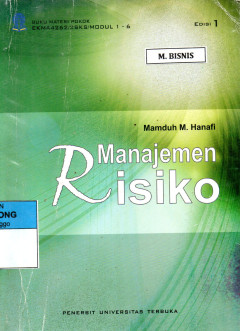 BUKU MATERI POKOK
EKMA4262/3SKS/MODUL 1 - 6
EDISI 1
M. BISNIS
Mamduh M. Hanafi
Manajemen
Risiko
ONG
ggo
PENERBIT UNIVERSITAS TERBUKA